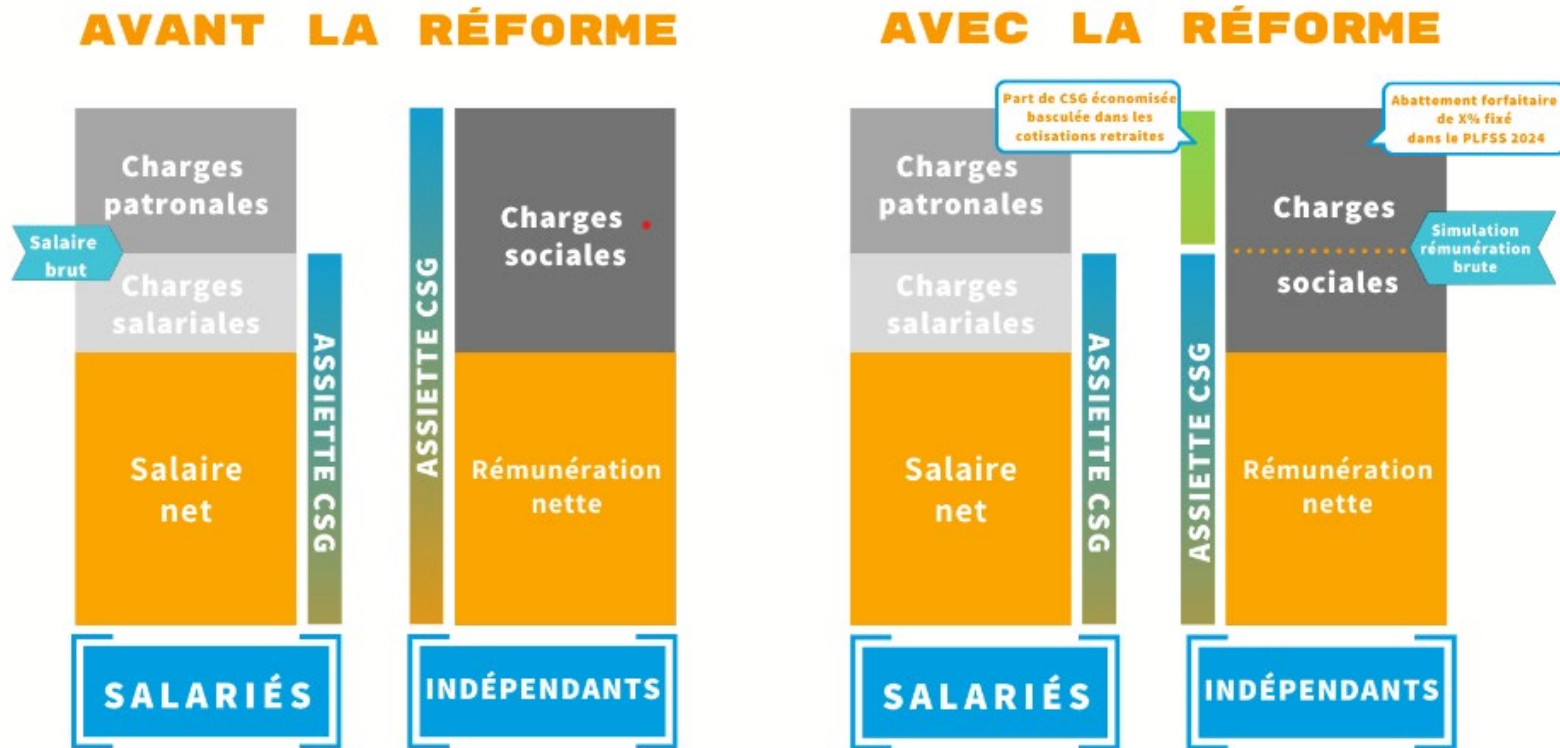 AVANT LA RÉFORME
Charges
patronales
Salaire
brut
Charges
salariales
Salaire
net
ASSIETTE CSG
SALARIÉS
ASSIETTE CSG
Charges
sociales
Rémunération
nette
INDÉPENDANTS
AVEC LA RÉFORME
Charges
patronales
Charges
salariales
Salaire
net
ASSIETTE CSG
SALARIÉS
Part de CSG économisée
basculée dans les
cotisations retraites
ASSIETTE CSG
Abattement forfaitaire
de X% fixé
dans le PLFSS 2024
Charges
sociales
Simulation
rémunération
brute
Rémunération
nette
INDÉPENDANTS